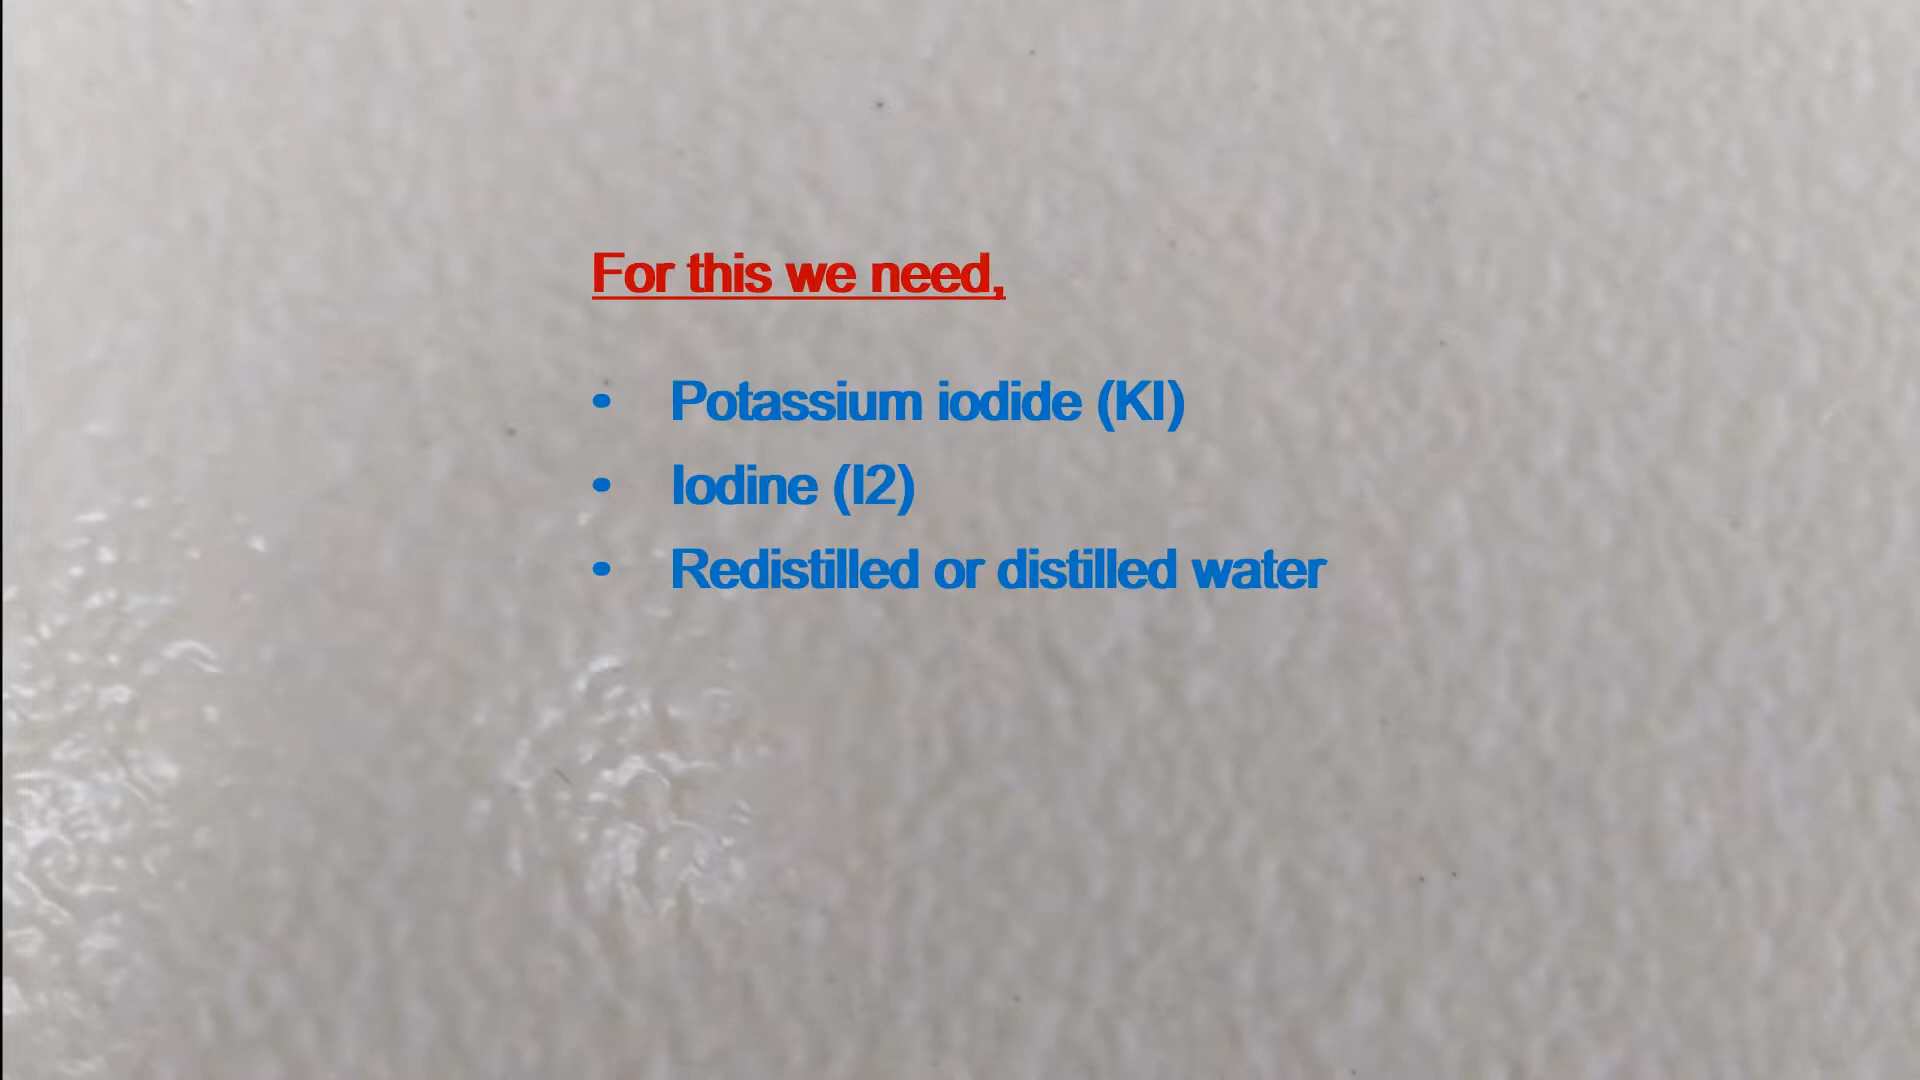 For this we need,
• Potassium iodide (KI)
• Iodine (I2)
• Redistilled or distilled water